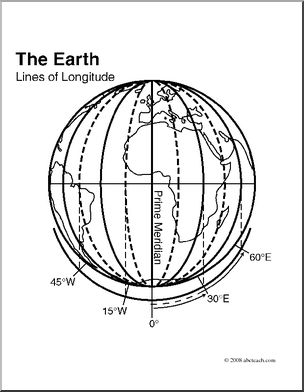 The Earth
Lines of Longitude
Prime Meridian
60°E
45°W
30°E
15°W
0°
© 2008 abcteach.com